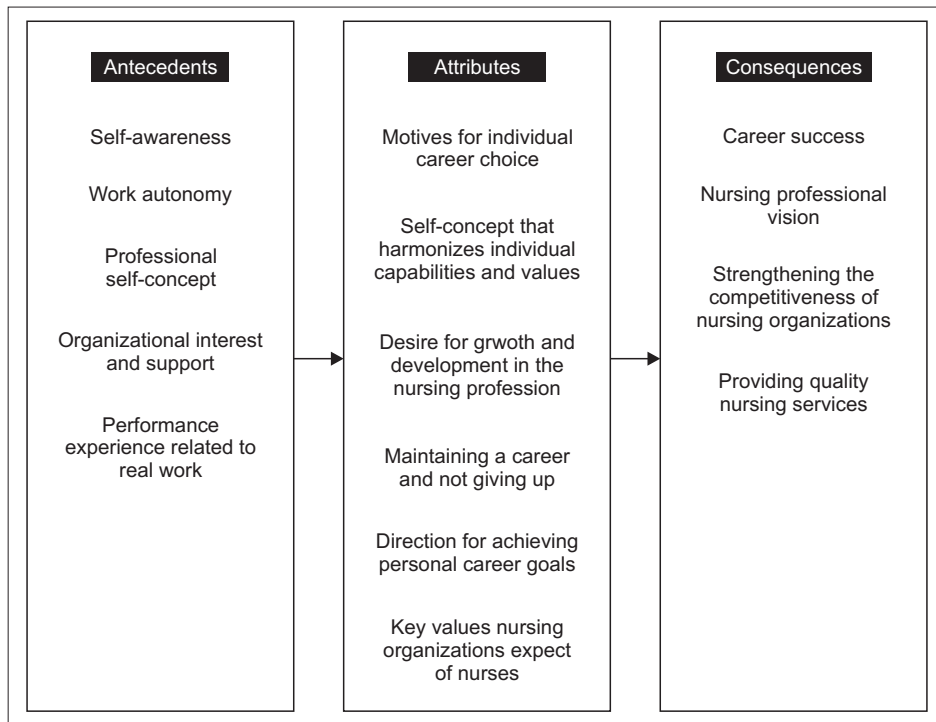 Antecedents
Self-awareness
Work autonomy
Professional
self-concept
Organizational interest
and support
Performance
experience related to
real work
Attributes
Motives for individual
career choice
Self-concept that
harmonizes individual
capabilities and values
Desire for grwoth and
development in the
nursing profession
Maintaining a career
and not giving up
Direction for achieving
personal career goals
Key values nursing
organizations expect
of nurses
Consequences
Career success
Nursing professional
vision
Strengthening the
competitiveness of
nursing organizations
Providing quality
nursing services